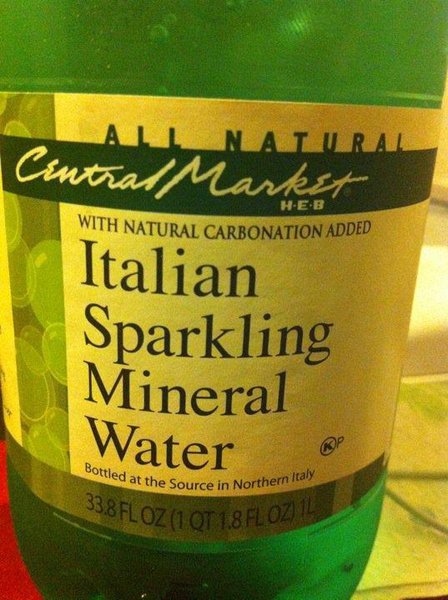 ALL NATURAL
Central Market
H-E-B
WITH NATURAL CARBONATION ADDED
Italian
Sparkling
Mineral
Water
K P
Bottled at the Source in Northern Italy
33.8 FL OZ (1 QT 1.8 FL OZ) 1L